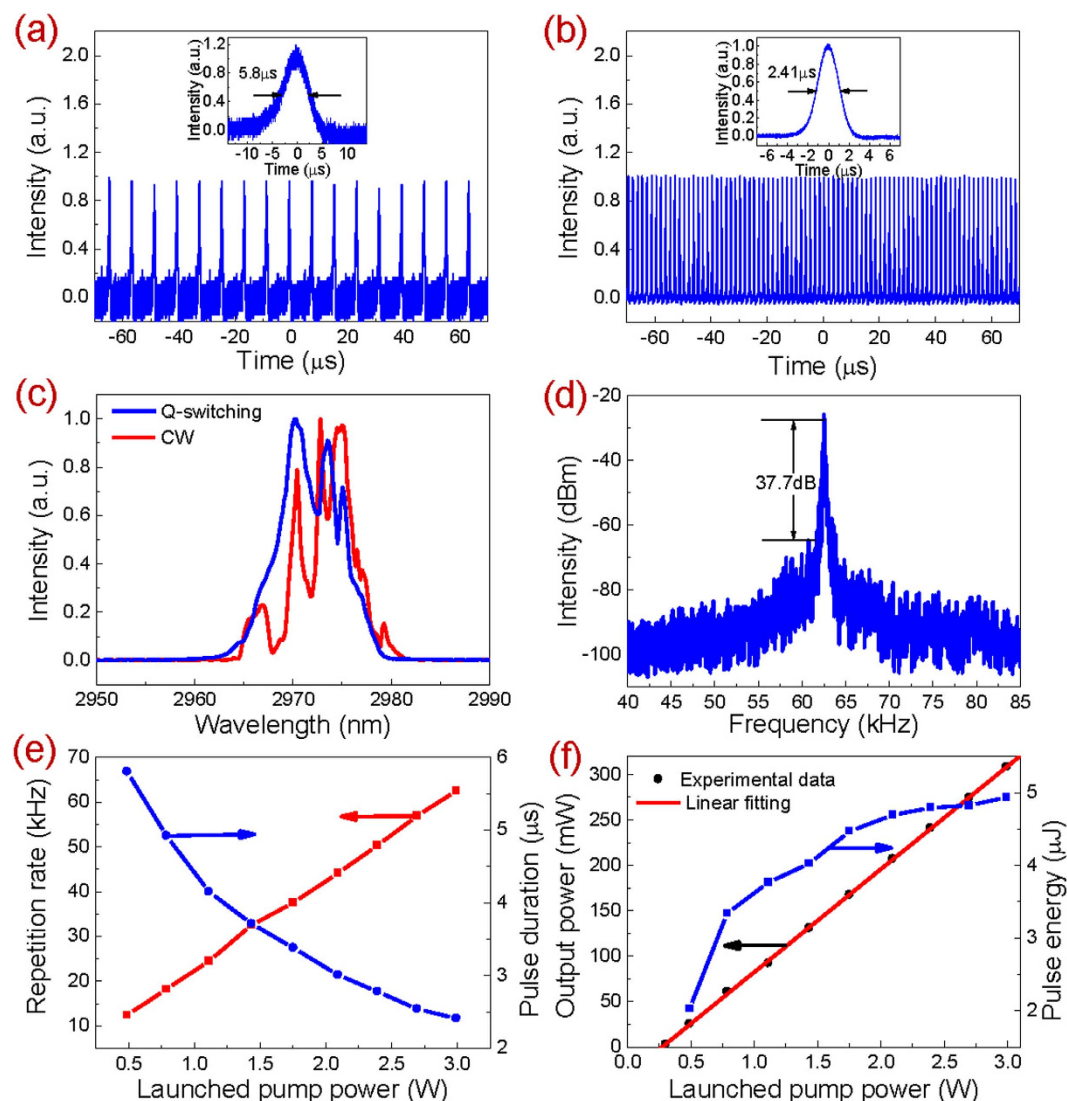 (a)
2.0
1.6
1.2
0.8
0.4
0.0
Intensity (a.u.)
-60 -40 -20 0 20 40 60
Time (μs)
1.2
0.8
0.4
0.0
Intensity (a.u.)
5.8μs
-10 -5 0 5 10
Time (μs)
(b)
2.0
1.6
1.2
0.8
0.4
0.0
Intensity (a.u.)
-60 -40 -20 0 20 40 60
Time (μs)
1.0
0.8
0.6
0.4
0.2
0.0
Intensity (a.u.)
2.41μs
-6 -4 -2 0 2 4 6
Time (μs)
(c)
Q-switching
CW
1.0
0.8
0.6
0.4
0.2
0.0
Intensity (a.u.)
2950 2960 2970 2980 2990
Wavelength (nm)
(d)
-20
-40
-60
-80
-100
Intensity (dBm)
37.7dB
40 45 50 55 60 65 70 75 80 85
Frequency (kHz)
(e)
70
60
50
40
30
20
10
Repetition rate (kHz)
6
5
4
3
2
Pulse duration (μs)
0.5 1.0 1.5 2.0 2.5 3.0
Launched pump power (W)
(f)
Experimental data
Linear fitting
300
250
200
150
100
50
0
Output power (mW)
5
4
3
2
Pulse energy (μJ)
0.0 0.5 1.0 1.5 2.0 2.5 3.0
Launched pump power (W)